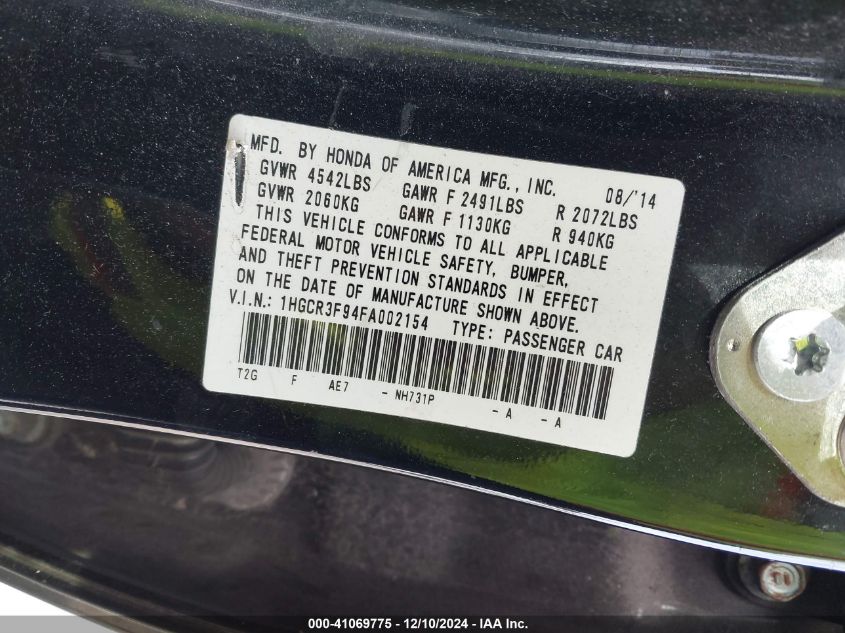 MFD. BY HONDA OF AMERICA MFG., INC. 08/'14
GVWR 4542LBS GAWR F 2491LBS R 2072LBS
GVWR 2060KG GAWR F 1130KG R 940KG
THIS VEHICLE CONFORMS TO ALL APPLICABLE
FEDERAL MOTOR VEHICLE SAFETY, BUMPER,
AND THEFT PREVENTION STANDARDS IN EFFECT
ON THE DATE OF MANUFACTURE SHOWN ABOVE.
V.I.N.: 1HGCR3F94FA002154 TYPE: PASSENGER CAR
T2G F AE7 - NH731P - A - A
000-41069775 - 12/10/2024 - IAA Inc.